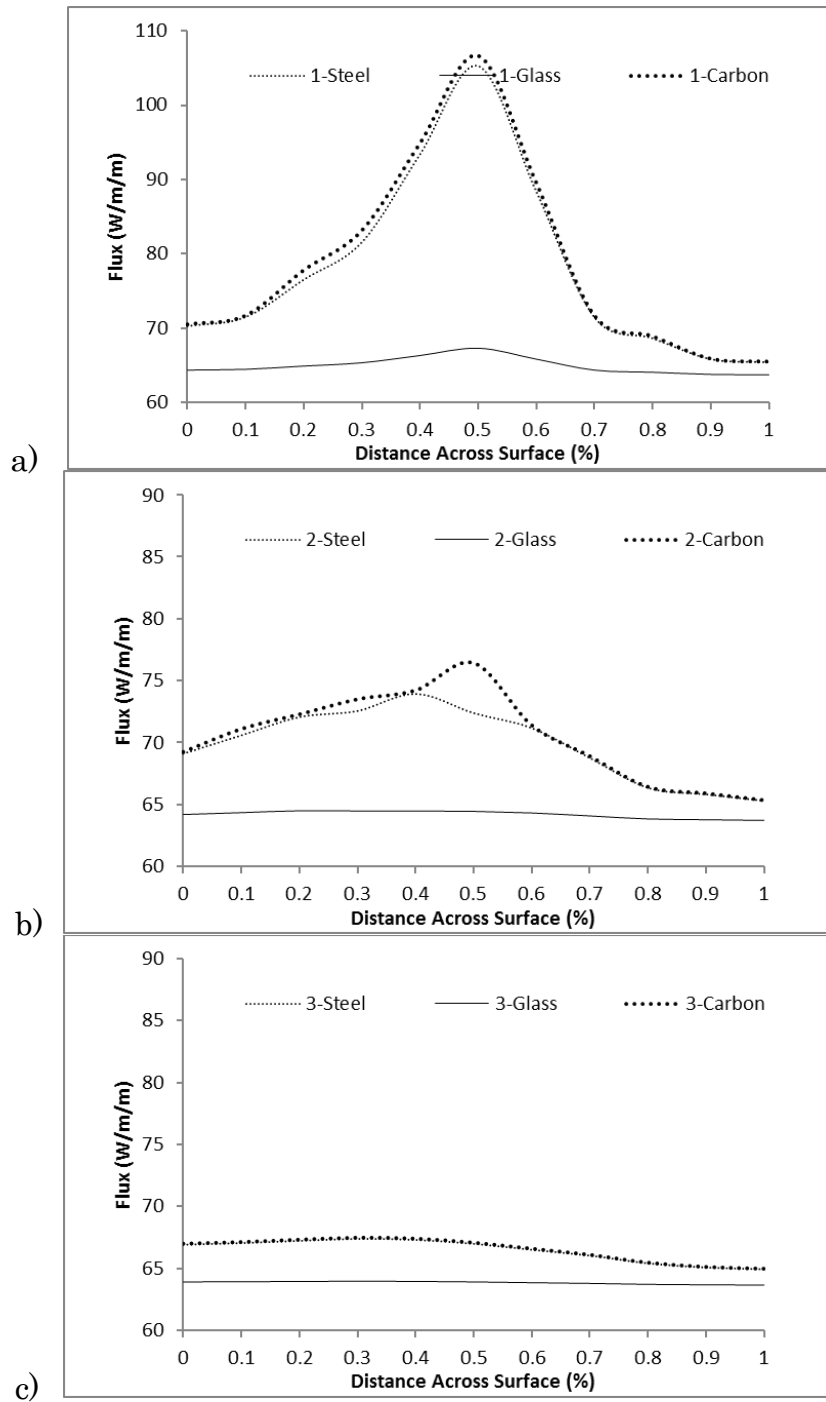 110
1-Steel 1-Glass 1-Carbon
100
90
80
70
60
Flux (W/m/m)
0 0.1 0.2 0.3 0.4 0.5 0.6 0.7 0.8 0.9 1
Distance Across Surface (%)
a)
90
2-Steel 2-Glass 2-Carbon
85
80
75
70
65
60
Flux (W/m/m)
0 0.1 0.2 0.3 0.4 0.5 0.6 0.7 0.8 0.9 1
Distance Across Surface (%)
b)
90
3-Steel 3-Glass 3-Carbon
85
80
75
70
65
60
Flux (W/m/m)
0 0.1 0.2 0.3 0.4 0.5 0.6 0.7 0.8 0.9 1
Distance Across Surface (%)
c)